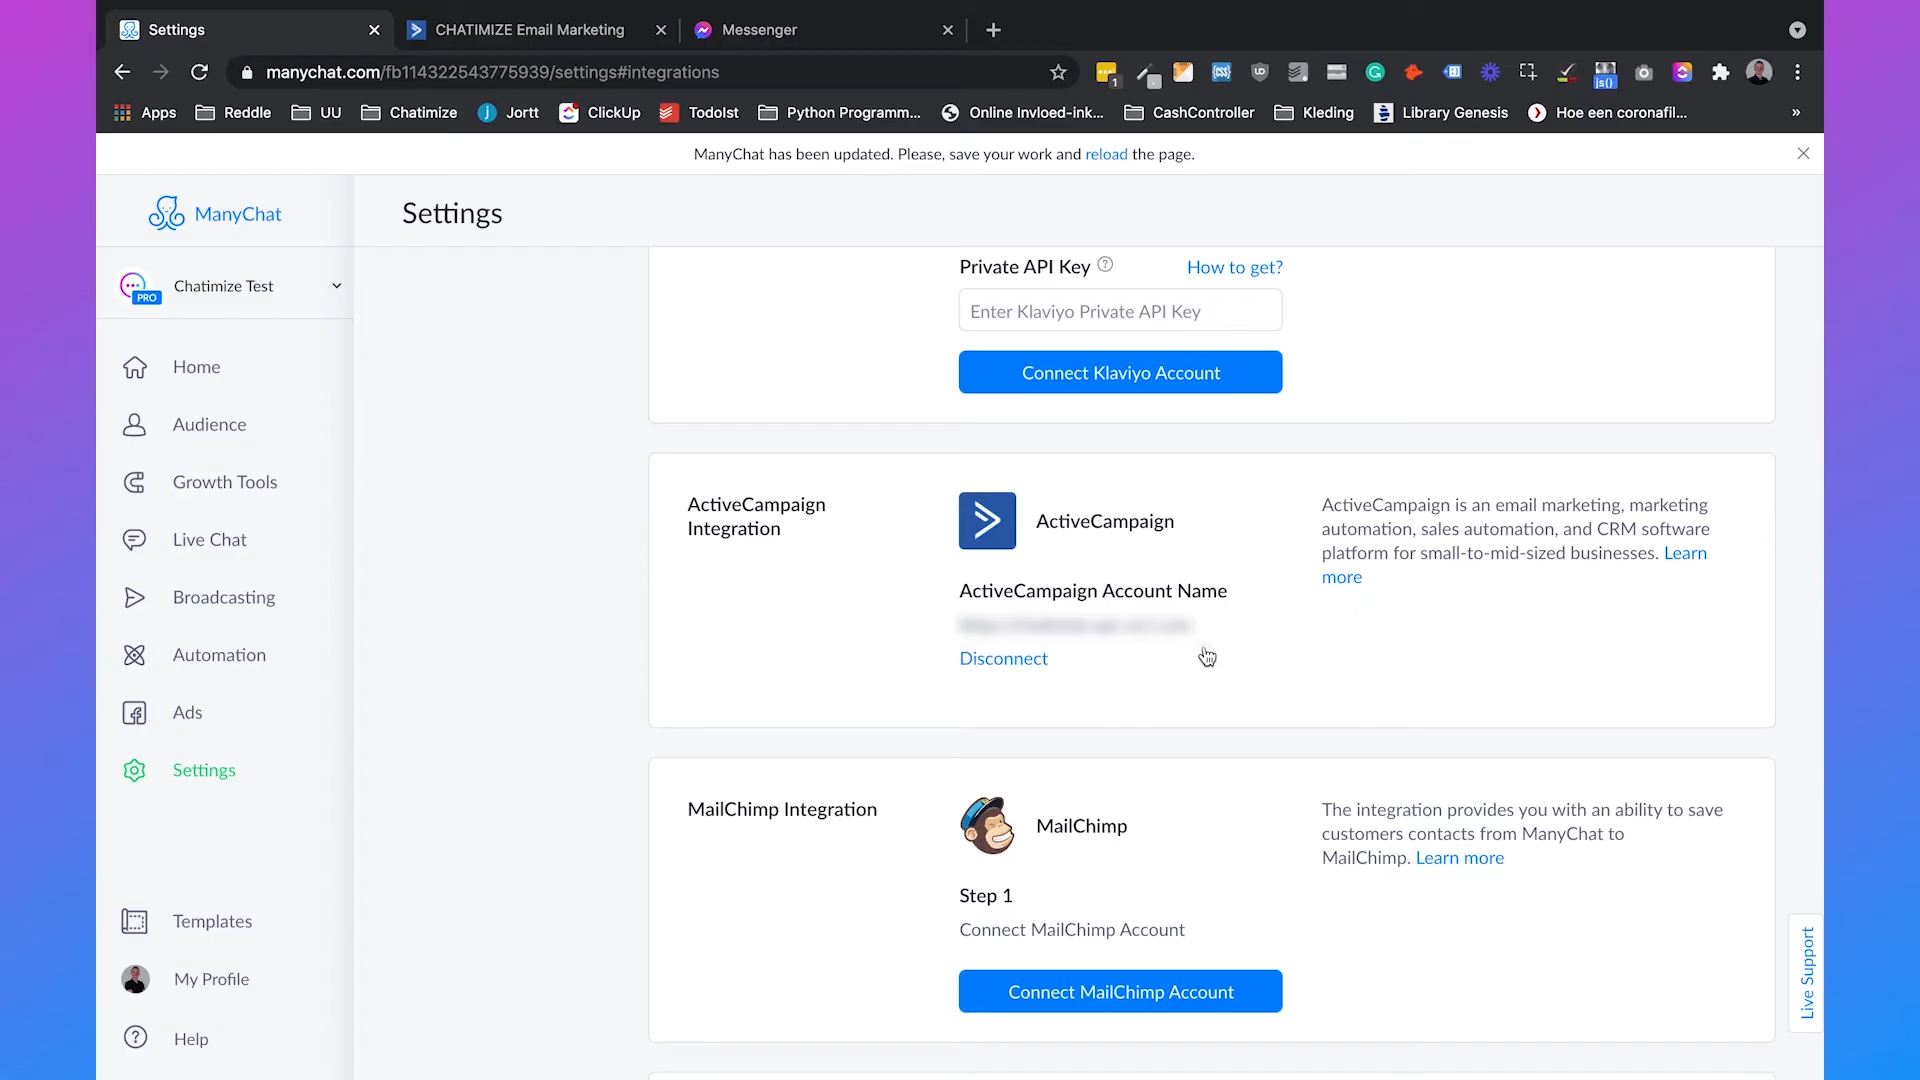 Settings
CHATIMIZE Email Marketing
Messenger
manychat.com/fb114322543775939/settings#integrations
1
js()
Apps
Reddle
UU
Chatimize
Jortt
ClickUp
TodoIst
Python Programm...
Online Invloed-ink...
CashController
Kleding
Library Genesis
Hoe een coronafil...
»
ManyChat has been updated. Please, save your work and reload the page.
ManyChat
Settings
PRO
Chatimize Test
Home
Audience
Growth Tools
Live Chat
Broadcasting
Automation
Ads
Settings
Templates
My Profile
Help
Private API Key
How to get?
Enter Klaviyo Private API Key
Connect Klaviyo Account
ActiveCampaign
Integration
ActiveCampaign
ActiveCampaign Account Name
Disconnect
ActiveCampaign is an email marketing, marketing
automation, sales automation, and CRM software
platform for small-to-mid-sized businesses. Learn
more
MailChimp Integration
MailChimp
Step 1
Connect MailChimp Account
Connect MailChimp Account
The integration provides you with an ability to save
customers contacts from ManyChat to
MailChimp. Learn more
Live Support